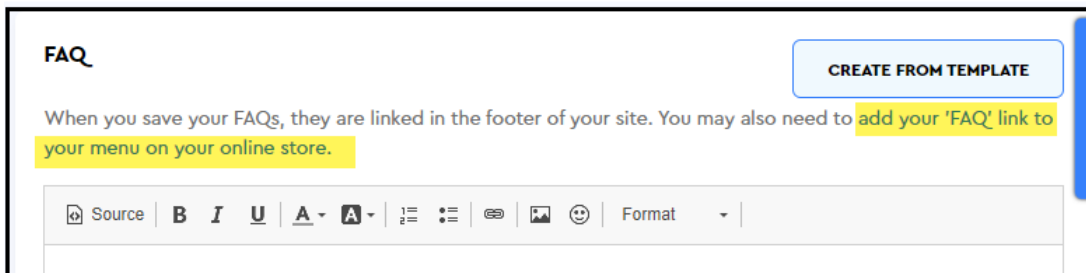 FAQ
CREATE FROM TEMPLATE
When you save your FAQs, they are linked in the footer of your site. You may also need to add your 'FAQ' link to
your menu on your online store.
Source B I U A A Format